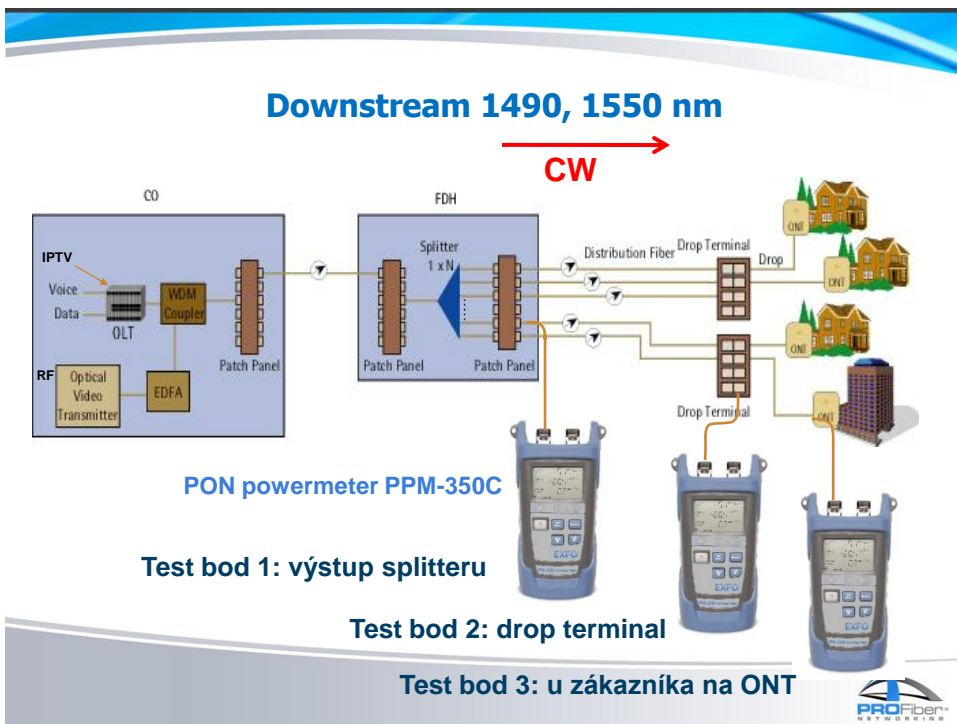 Downstream 1490, 1550 nm
CW
CO
FDH
IPTV
Voice
Data
OLT
WDM
Coupler
Patch Panel
RF
Optical
Video
Transmitter
EDFA
Splitter
1 x N
Patch Panel
Patch Panel
Distribution Fiber
Drop Terminal
Drop
ONT
ONT
ONT
ONT
Drop Terminal
PON powermeter PPM-350C
EXFO
EXFO
EXFO
Test bod 1: výstup splitteru
Test bod 2: drop terminal
Test bod 3: u zákazníka na ONT
PROFiber
NETWORKING